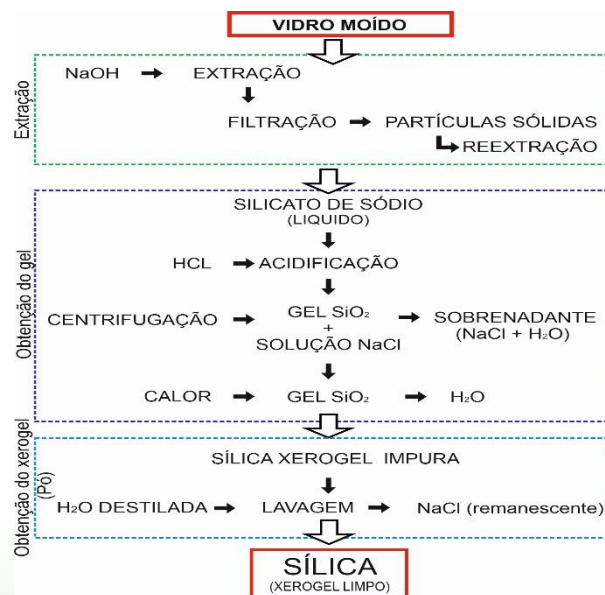 VIDRO MOÍDO
Extração
NaOH
EXTRAÇÃO
FILTRAÇÃO
PARTÍCULAS SÓLIDAS
REEXTRAÇÃO
Obtenção do gel
SILICATO DE SÓDIO
(LIQUIDO)
HCL
ACIDIFICAÇÃO
CENTRIFUGAÇÃO
GEL SiO₂
+
SOLUÇÃO NaCl
SOBRENADANTE
(NaCl + H₂O)
CALOR
GEL SiO₂
H₂O
Obtenção do xerogel
(Pó)
SÍLICA XEROGEL IMPURA
H₂O DESTILADA
LAVAGEM
NaCl (remanescente)
SÍLICA
(XEROGEL LIMPO)